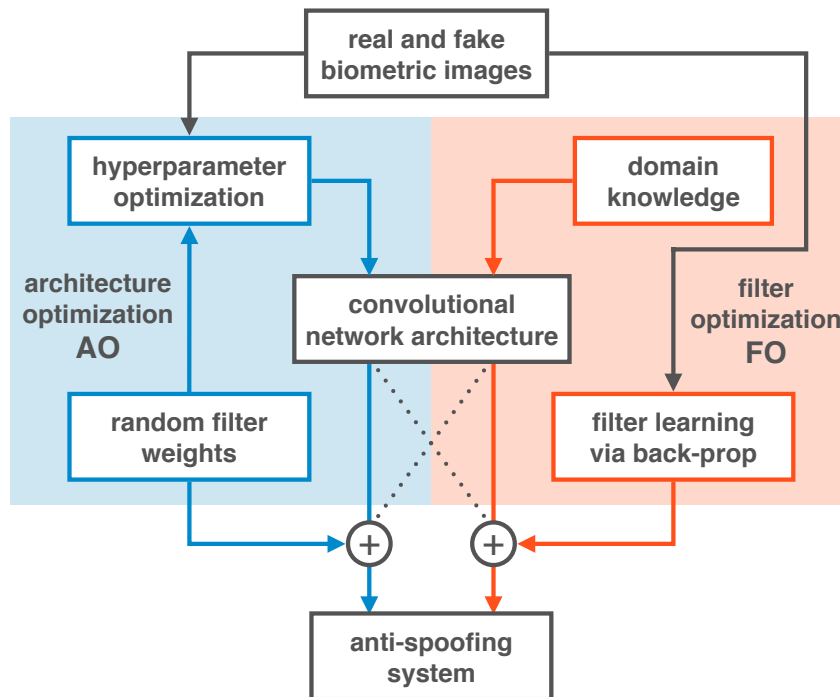 real and fake
biometric images
hyperparameter
optimization
domain
knowledge
architecture
optimization
AO
convolutional
network architecture
filter
optimization
FO
random filter
weights
filter learning
via back-prop
+
+
anti-spoofing
system